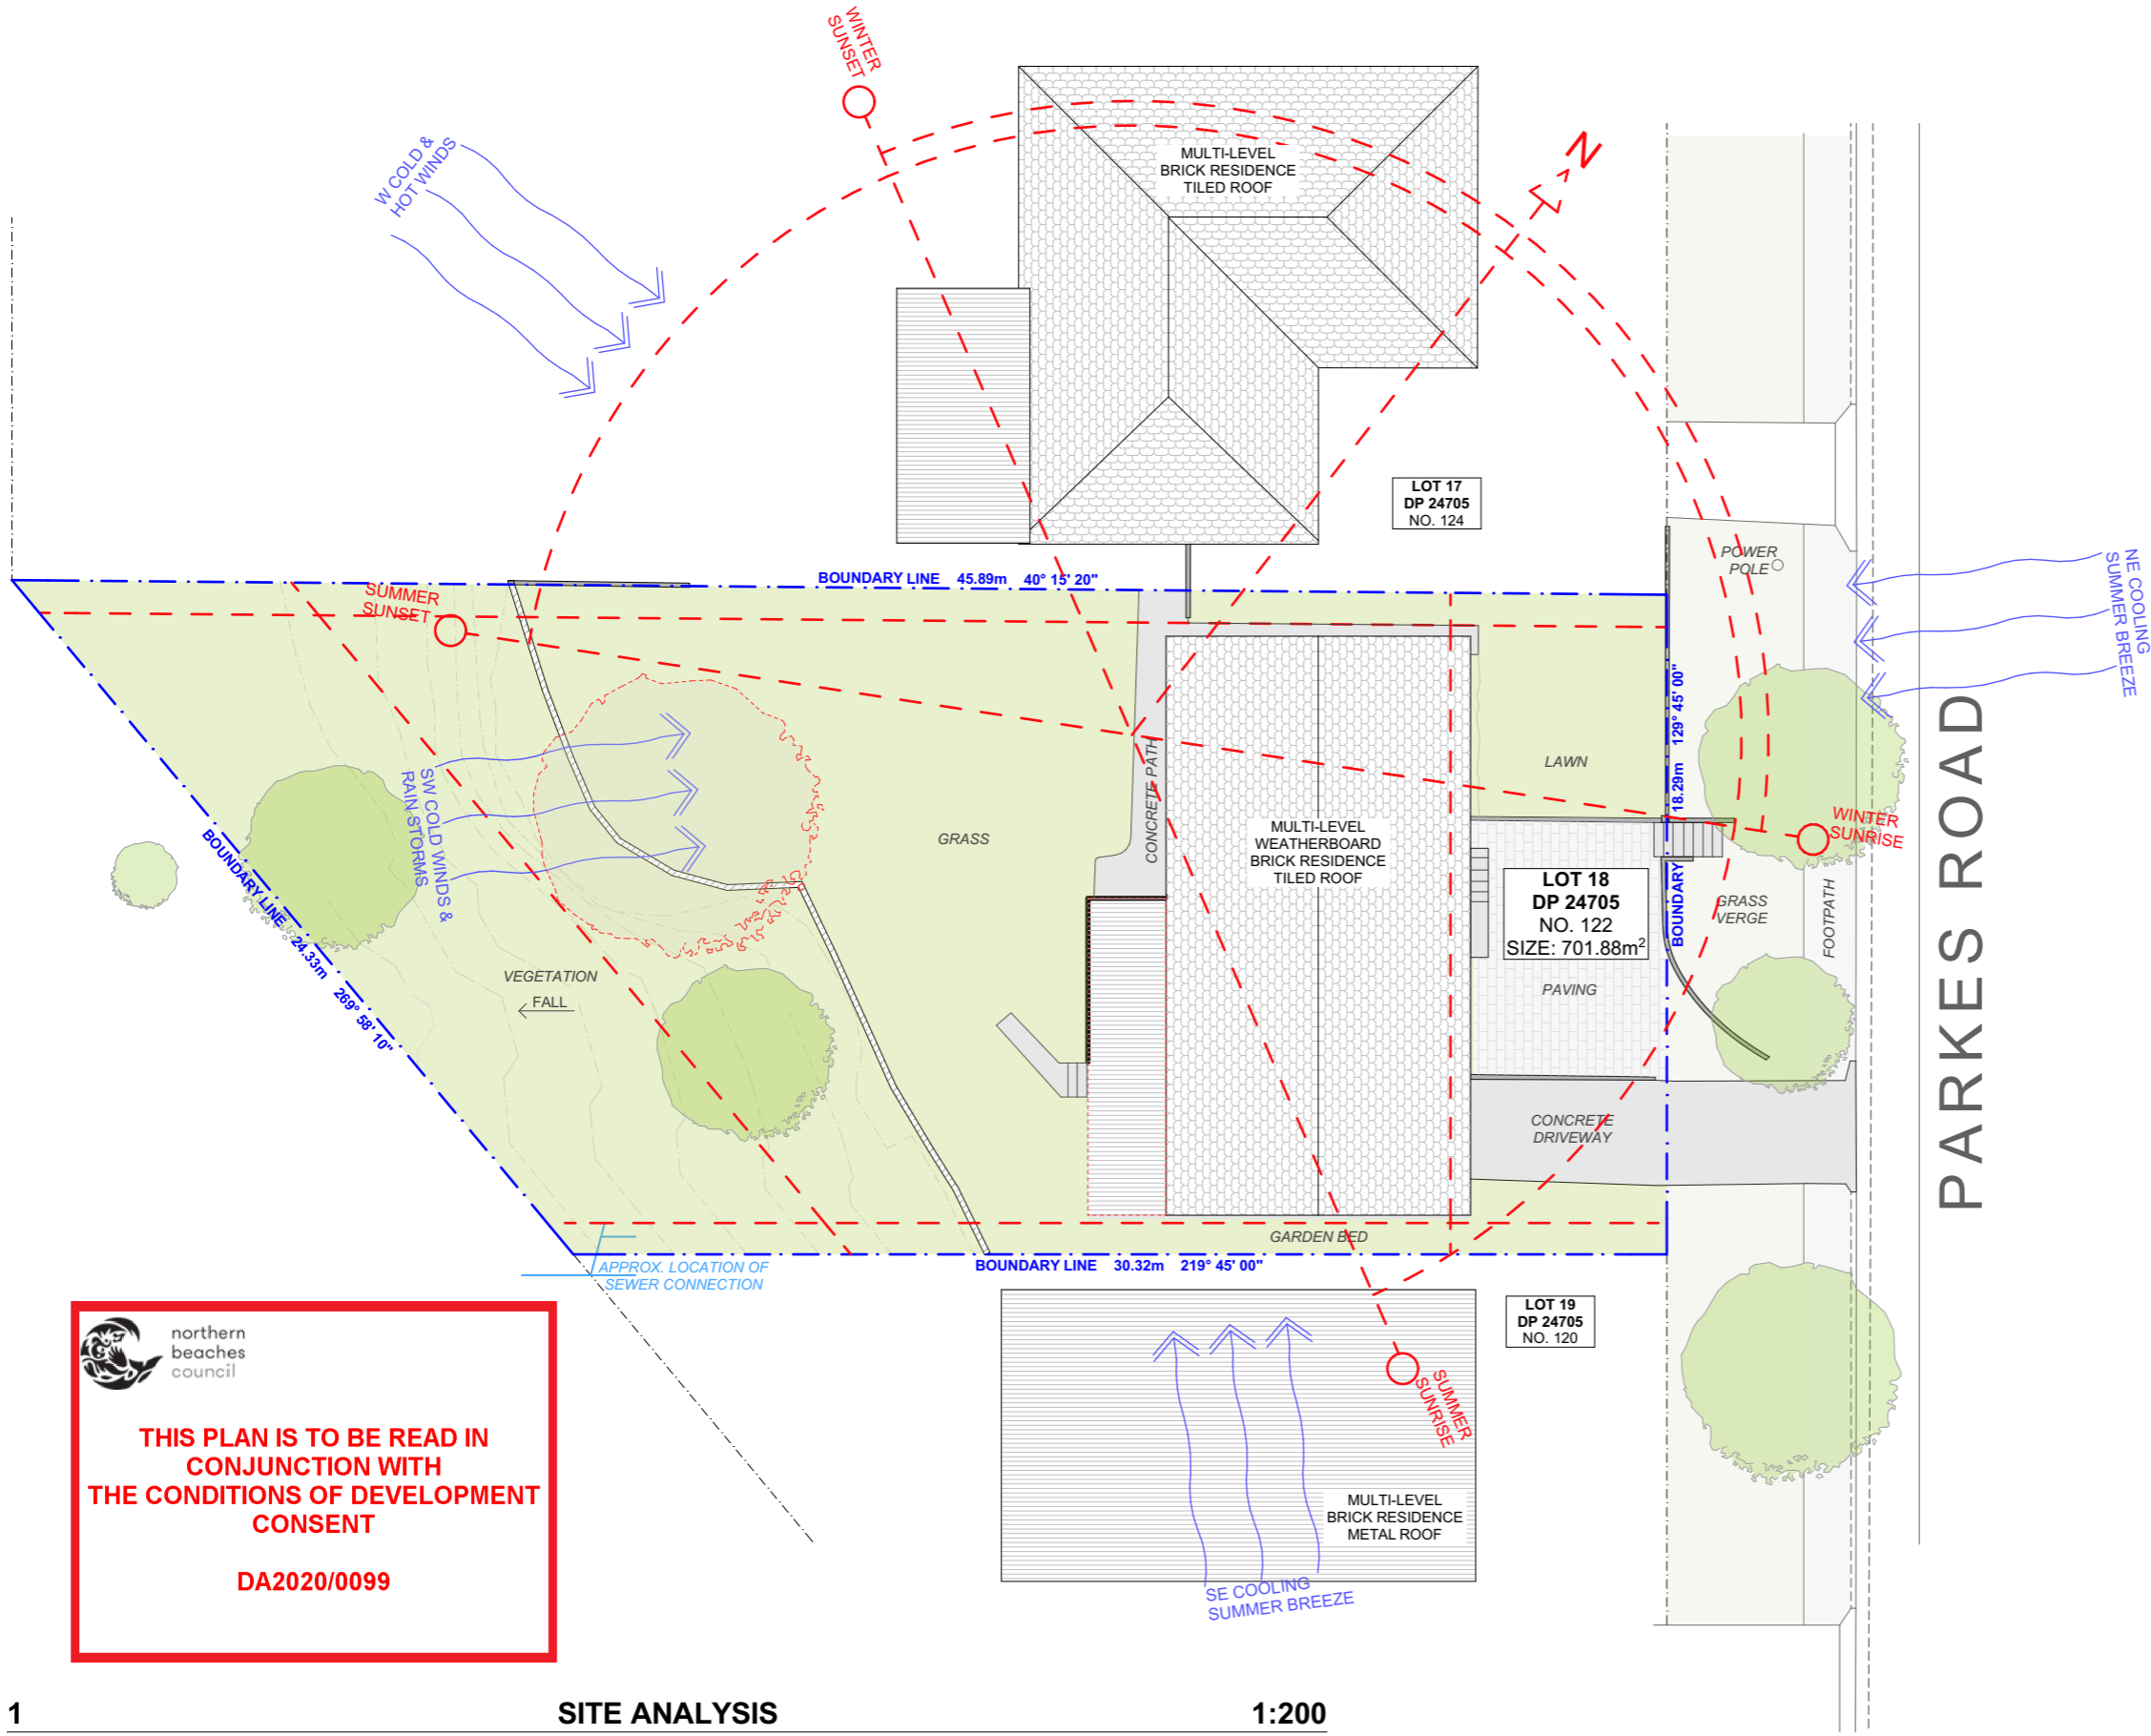 WINTER
SUNSET
W COLD &
HOT WINDS
MULTI-LEVEL
BRICK RESIDENCE
TILED ROOF
N
LOT 17
DP 24705
NO. 124
POWER
POLE
NE COOLING
SUMMER BREEZE
BOUNDARY LINE 45.89m 40° 15' 20"
SUMMER
SUNSET
SW COLD WINDS &
RAIN STORMS
GRASS
CONCRETE PATH
MULTI-LEVEL
WEATHERBOARD
BRICK RESIDENCE
TILED ROOF
LAWN
BOUNDARY 18.29m 129° 45' 00"
WINTER
SUNRISE
LOT 18
DP 24705
NO. 122
SIZE: 701.88m²
PAVING
GRASS
VERGE
FOOTPATH
PARKES ROAD
BOUNDARY LINE 24.33m 269° 58' 10"
VEGETATION
FALL
CONCRETE
DRIVEWAY
GARDEN BED
APPROX. LOCATION OF
SEWER CONNECTION
BOUNDARY LINE 30.32m 219° 45' 00"
LOT 19
DP 24705
NO. 120
SUMMER
SUNRISE
MULTI-LEVEL
BRICK RESIDENCE
METAL ROOF
SE COOLING
SUMMER BREEZE
northern
beaches
council
THIS PLAN IS TO BE READ IN
CONJUNCTION WITH
THE CONDITIONS OF DEVELOPMENT
CONSENT
DA2020/0099
1 SITE ANALYSIS 1:200